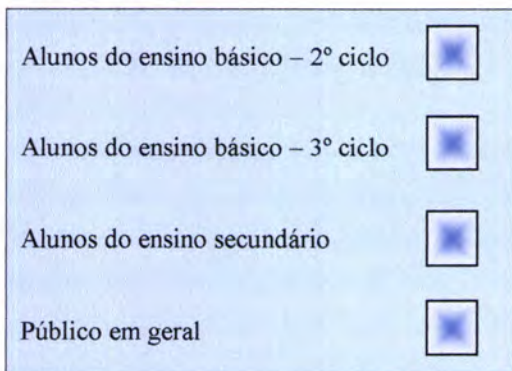 Alunos do ensino básico – 2º ciclo
Alunos do ensino básico – 3º ciclo
Alunos do ensino secundário
Público em geral